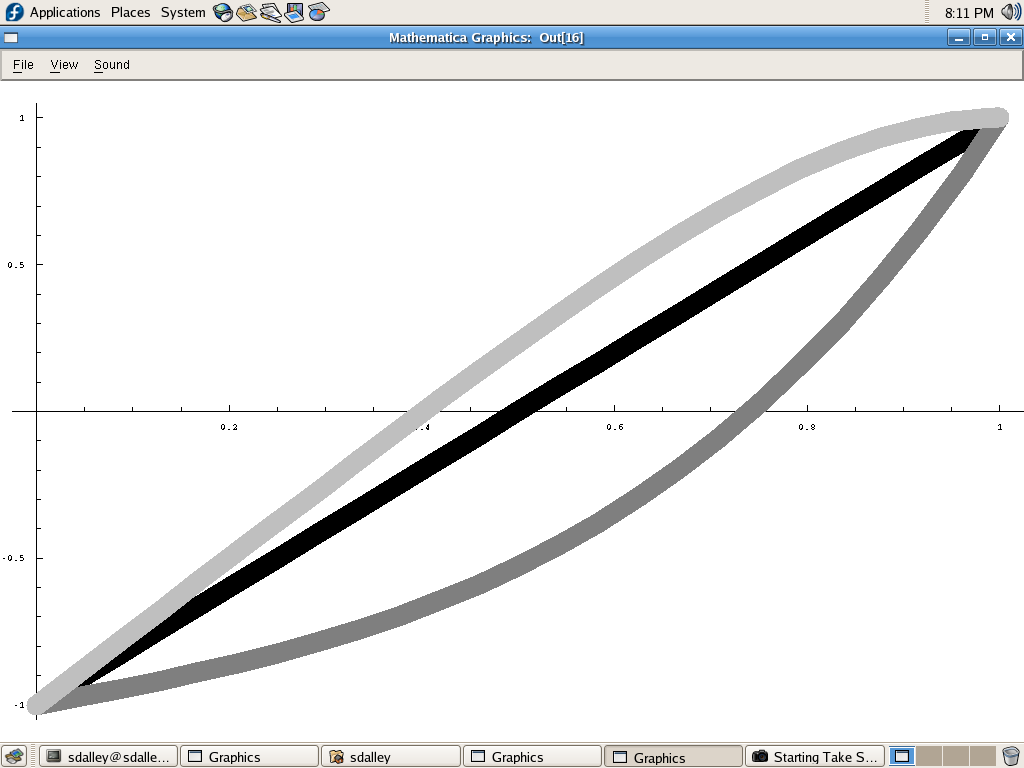 Applications Places System 8:11 PM
Mathematica Graphics: Out[16]
File View Sound
1
0.5
0.2 .4 0.6 0.8 1
-0.5
-1
sdalley@sdalle... Graphics sdalley Graphics Graphics Starting Take S...